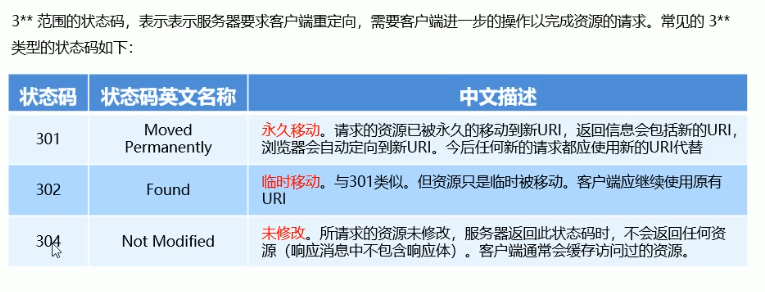 3** 范围的状态码，表示表示服务器要求客户端重定向，需要客户端进一步的操作以完成资源的请求。常见的 3**
类型的状态码如下：
状态码 状态码英文名称 中文描述
301 Moved Permanently 永久移动。请求的资源已被永久的移动到新URI，返回信息会包括新的URI，
浏览器会自动定向到新URI。今后任何新的请求都应使用新的URI代替
302 Found 临时移动。与301类似。但资源只是临时被移动。客户端应继续使用原有
URI
304 Not Modified 未修改。所请求的资源未修改，服务器返回此状态码时，不会返回任何资
源（响应消息中不包含响应体）。客户端通常会缓存访问过的资源。